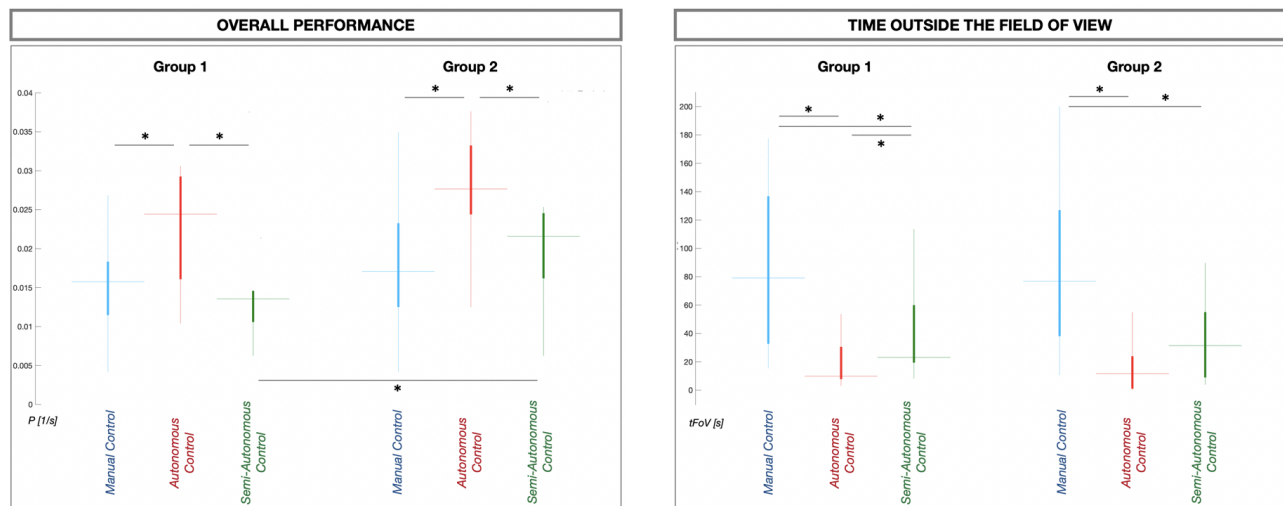 OVERALL PERFORMANCE
Group 1
Group 2
0.04
0.035
0.03
0.025
0.02
0.015
0.01
0.005
0
P [1/s]
* * * * *
Manual Control
Autonomous
Control
Semi-Autonomous
Control
Manual Control
Autonomous
Control
Semi-Autonomous
Control
TIME OUTSIDE THE FIELD OF VIEW
Group 1
Group 2
200
180
160
140
120
100
80
60
40
20
0
tFoV [s]
* * * * *
Manual Control
Autonomous
Control
Semi-Autonomous
Control
Manual Control
Autonomous
Control
Semi-Autonomous
Control